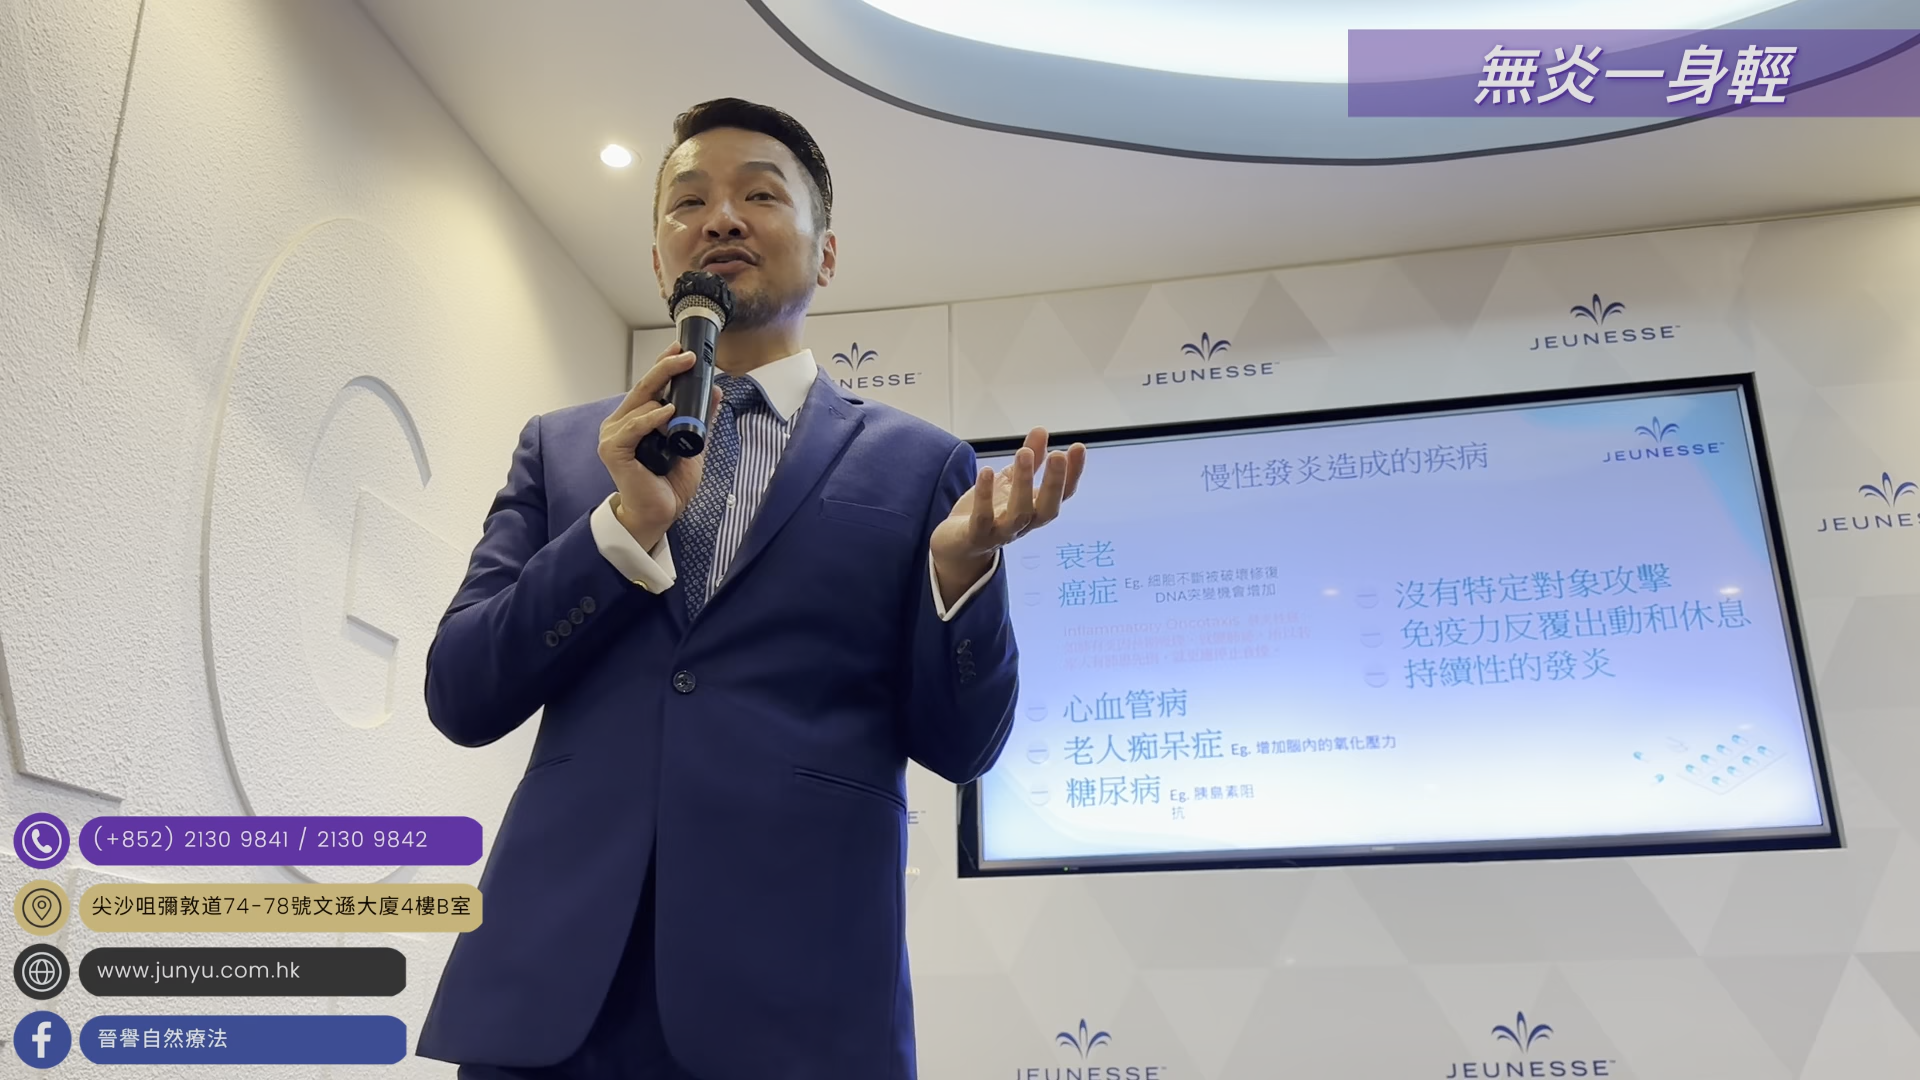 無炎一身輕
NESSE
JEUNESSE
JEUNESSE
JEUNES
JEUNESSE
慢性發炎造成的疾病
衰老
癌症 Eg. 細胞不斷被破壞修復
DNA突變機會增加
Inflammatory Oncotaxis
心血管病
老人痴呆症 Eg. 增加腦內的氧化壓力
糖尿病 Eg. 胰島素阻
抗
沒有特定對象攻擊
免疫力反覆出動和休息
持續性的發炎
(+852) 2130 9841 / 2130 9842
尖沙咀彌敦道74-78號文遜大廈4樓B室
www.junyu.com.hk
晉譽自然療法
JEUNESSE
JEUNESSE